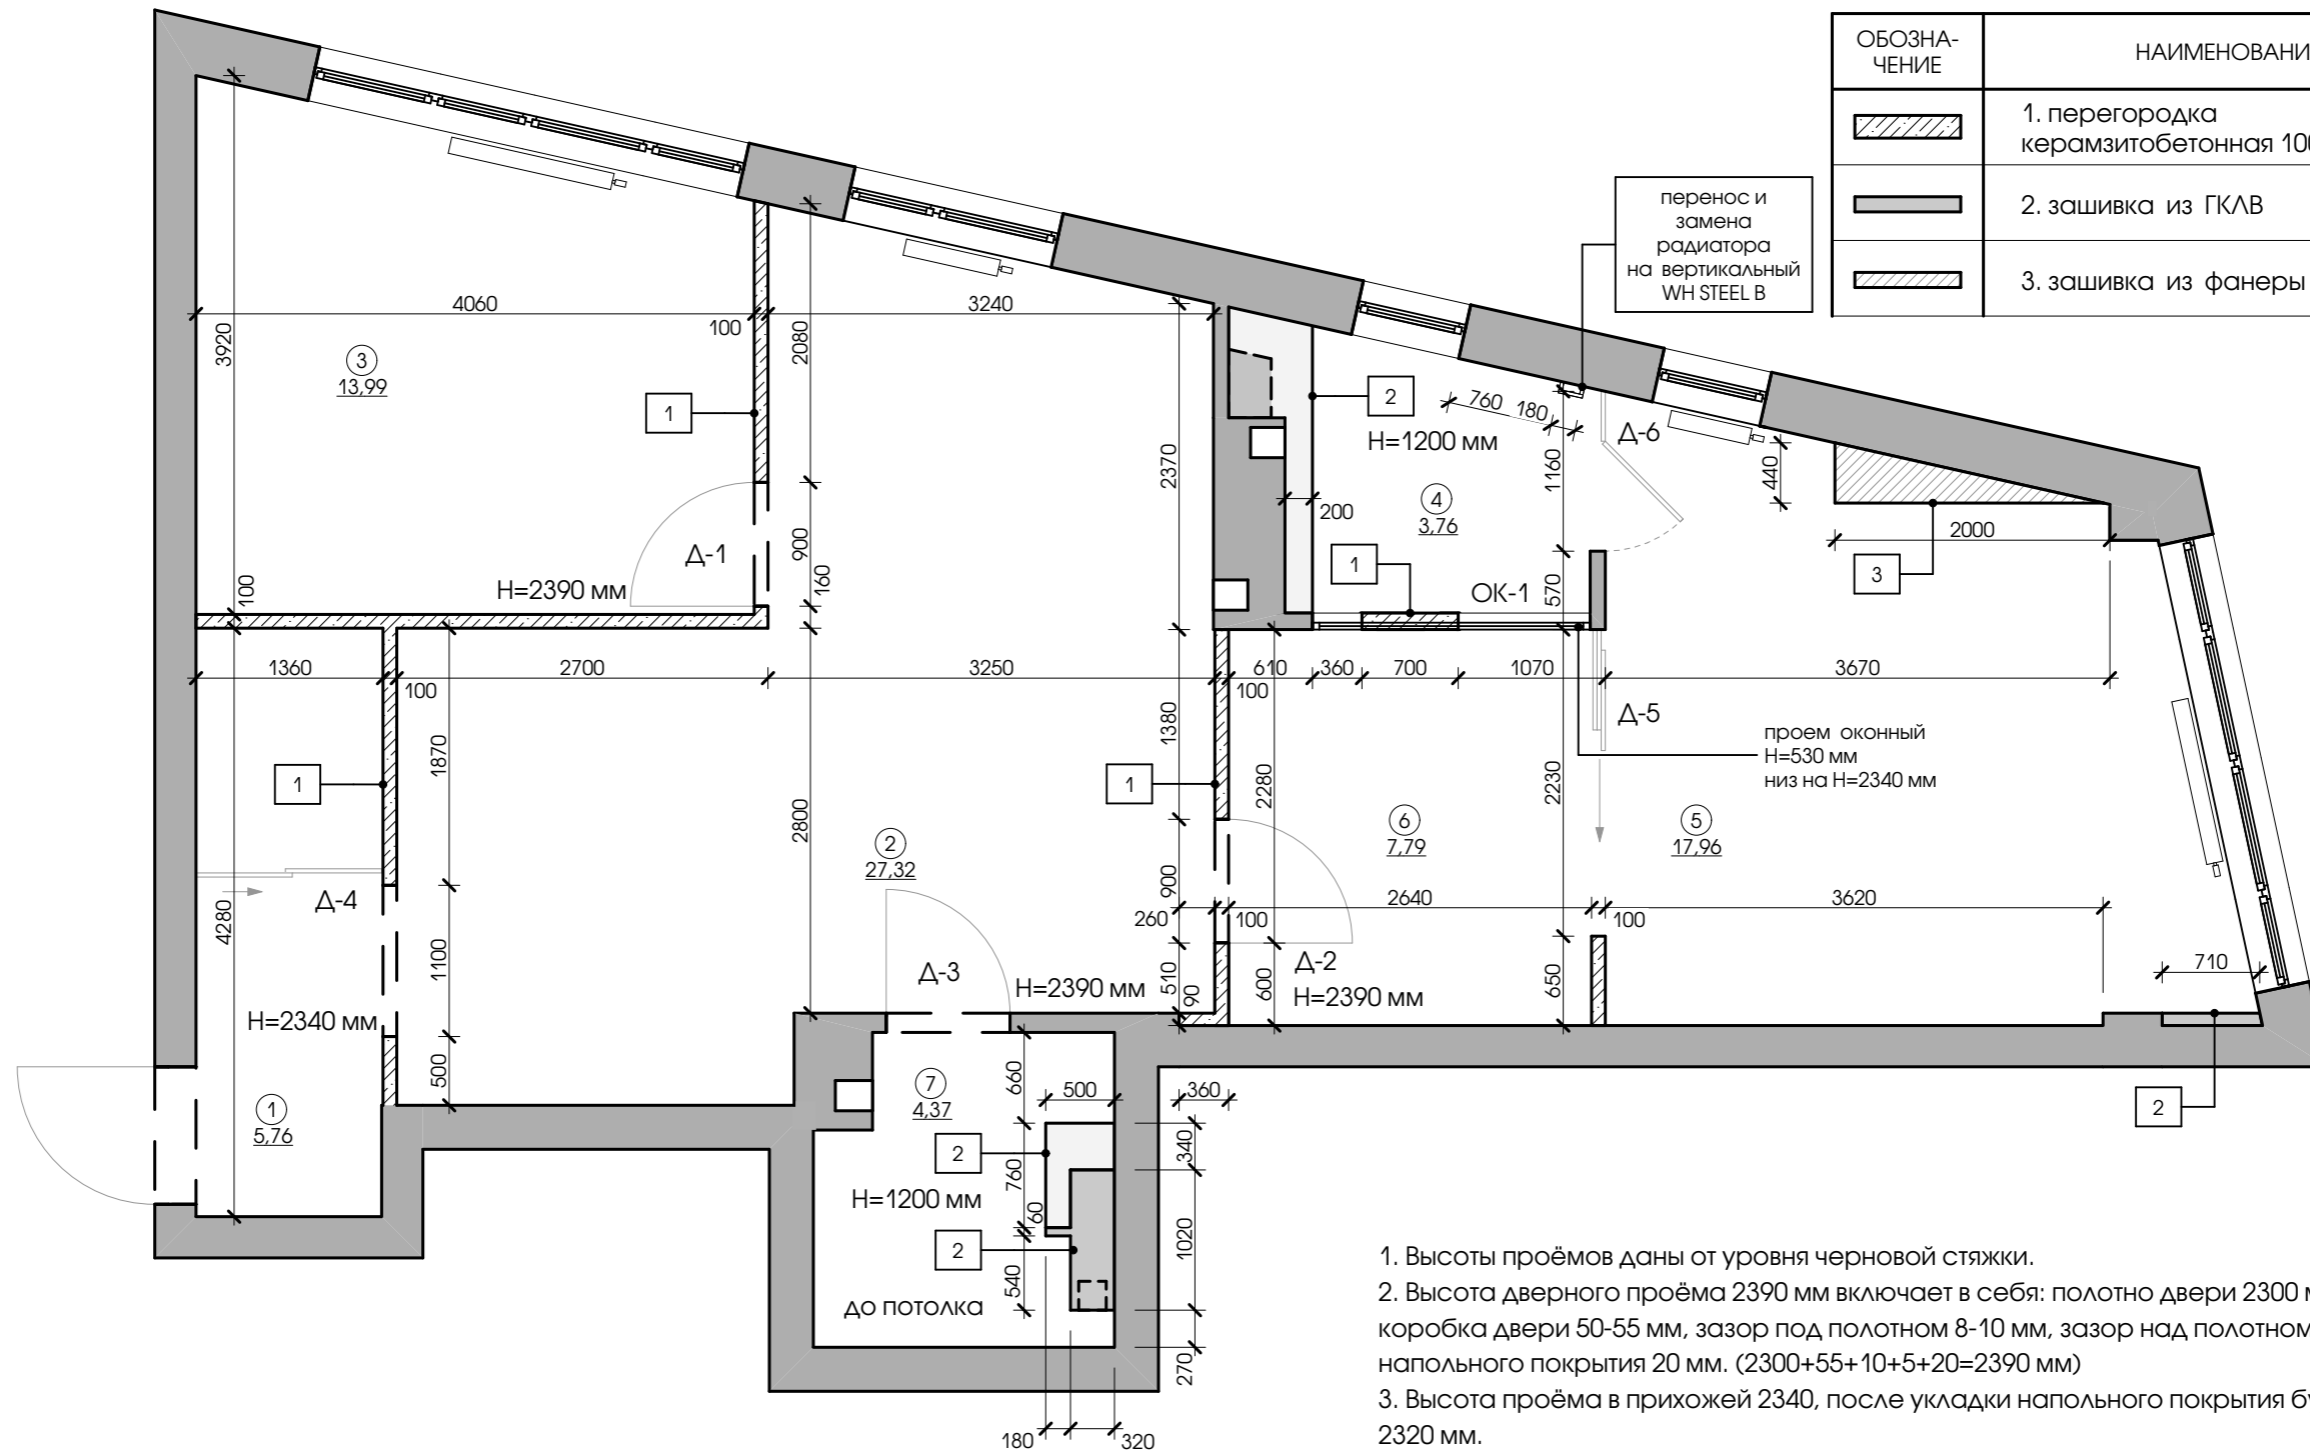 ОБОЗНА-
ЧЕНИЕ
НАИМЕНОВАНИ
1. перегородка
керамзитобетонная 100
2. зашивка из ГКЛВ
3. зашивка из фанеры
перенос и
замена
радиатора
на вертикальный
WH STEEL B
4060
100
3240
3920
2080
3
13,99
1
2
760
180
Д-6
H=1200 мм
2370
1160
440
4
3,76
200
2000
900
Д-1
160
H=2390 мм
100
1
ОК-1
570
3
1360
100
2700
3250
100
610
360
700
1070
3670
Д-5
проем оконный
H=530 мм
низ на H=2340 мм
1870
1
1380
1
2280
2230
2800
2
27,32
6
7,79
5
17,96
Д-4
4280
900
260
100
2640
100
3620
1100
Д-3
H=2390 мм
510
90
600
Д-2
H=2390 мм
650
710
H=2340 мм
500
1
5,76
7
4,37
660
500
360
2
2
760
340
H=1200 мм
60
2
1020
540
до потолка
270
180
320
1. Высоты проёмов даны от уровня черновой стяжки.
2. Высота дверного проёма 2390 мм включает в себя: полотно двери 2300 м
коробка двери 50-55 мм, зазор под полотном 8-10 мм, зазор над полотном
напольного покрытия 20 мм. (2300+55+10+5+20=2390 мм)
3. Высота проёма в прихожей 2340, после укладки напольного покрытия бу
2320 мм.